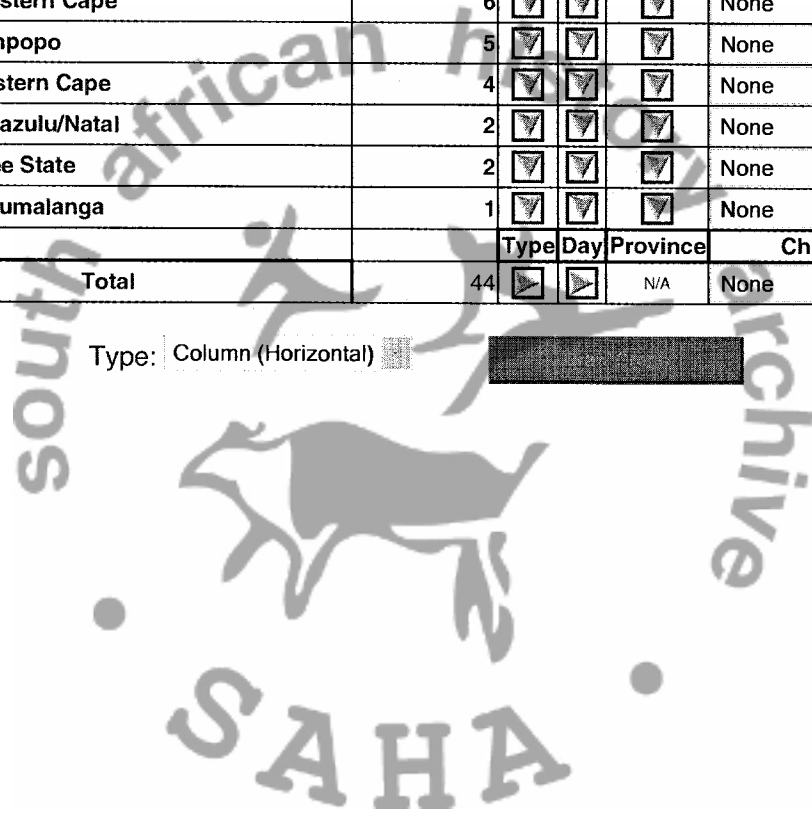 stern Cape 6 None
npopo 5 None
stern Cape 4 None
azulu/Natal 2 None
e State 2 None
umalanga 1 None
Type Day Province Ch
Total 44 N/A None
Type: Column (Horizontal)
south african history archive
SAHA